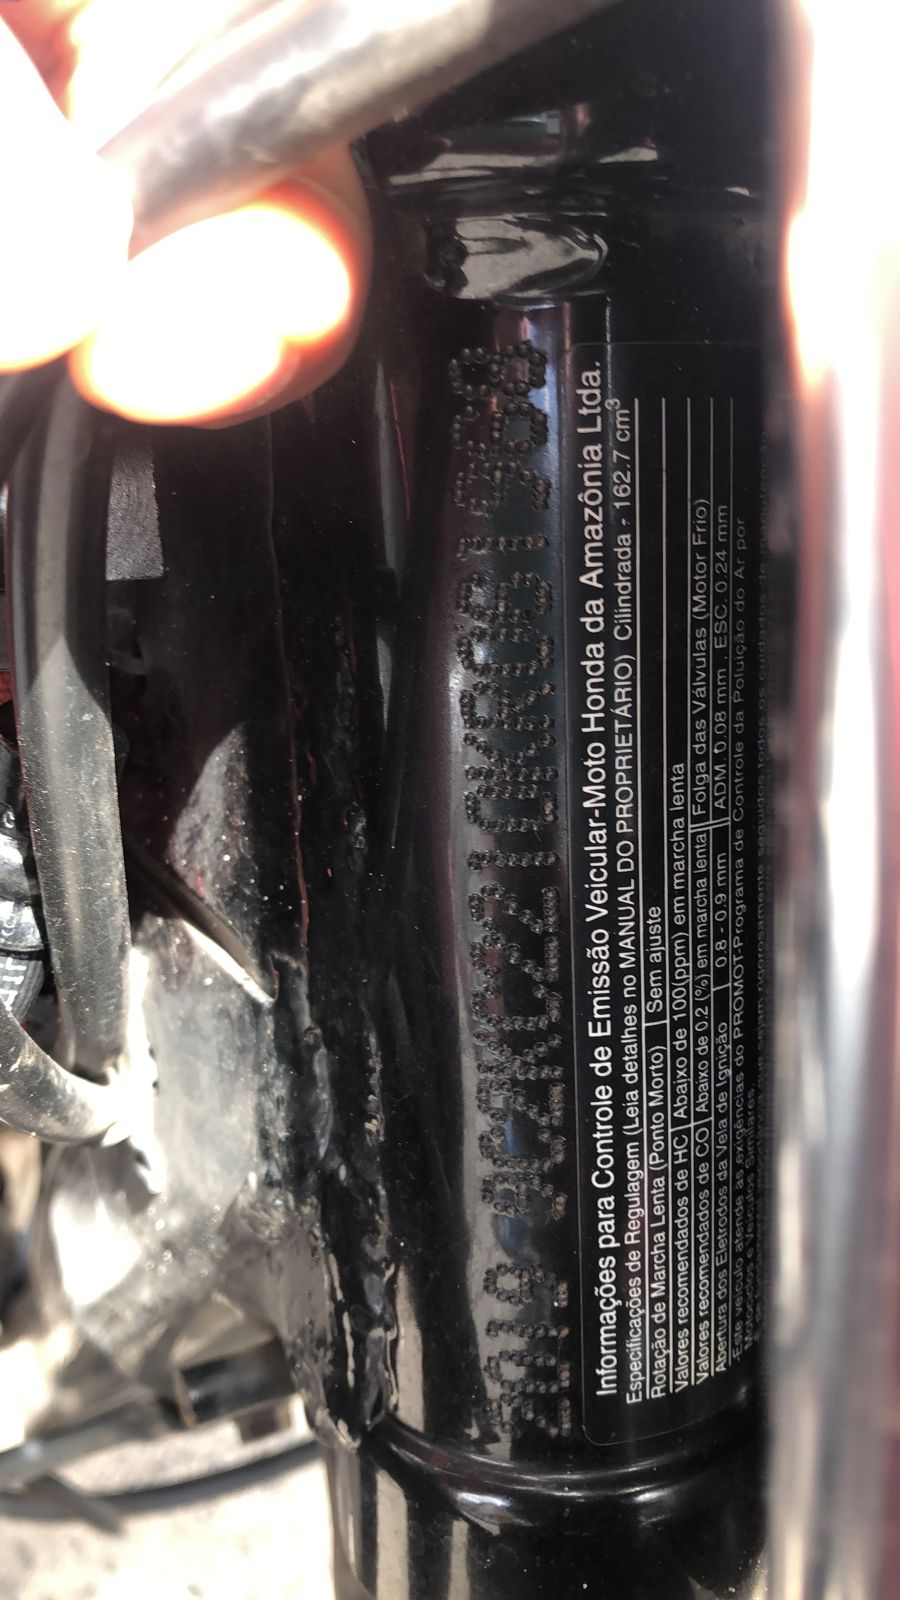 Informações para Controle de Emissão Veicular-Moto Honda da Amazônia Ltda.
Especificações de Regulagem (Leia detalhes no MANUAL DO PROPRIETÁRIO) Cilindrada - 162.7 cm³
Rotação de Marcha Lenta (Ponto Morto) Sem ajuste
Valores recomendados de HC Abaixo de 100(ppm) em marcha lenta
Valores recomendados de CO Abaixo de 0.2 (%) em marcha lenta Folga das Válvulas (Motor Frio)
Abertura dos Eletrodos da Vela de Ignição 0.8 - 0.9 mm ADM. 0.08 mm . ESC. 0.24 mm
-Este veículo atende as exigências do PROMOT-Programa de Controle da Poluição do Ar por
Motociclos e Veículos Similares.